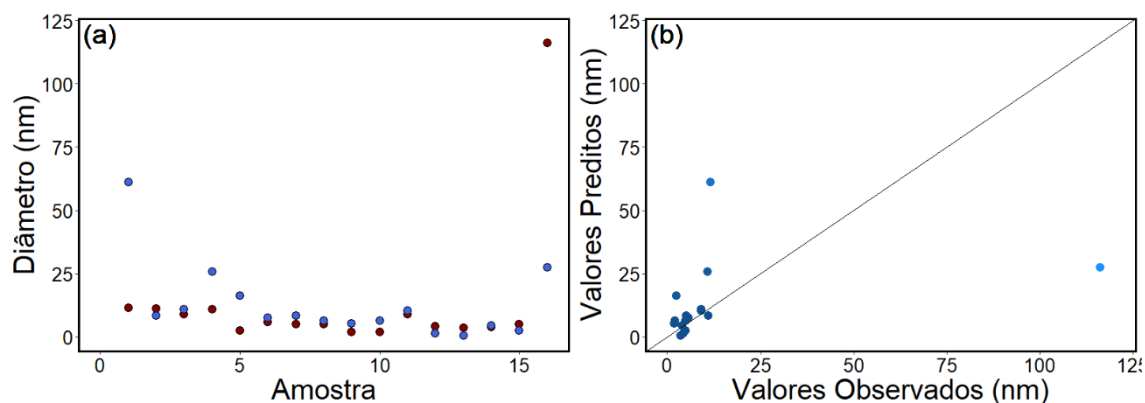 (a)
Diâmetro (nm)
125
100
75
50
25
0
0 5 10 15
Amostra
(b)
Valores Preditos (nm)
125
100
75
50
25
0
0 25 50 75 100 125
Valores Observados (nm)